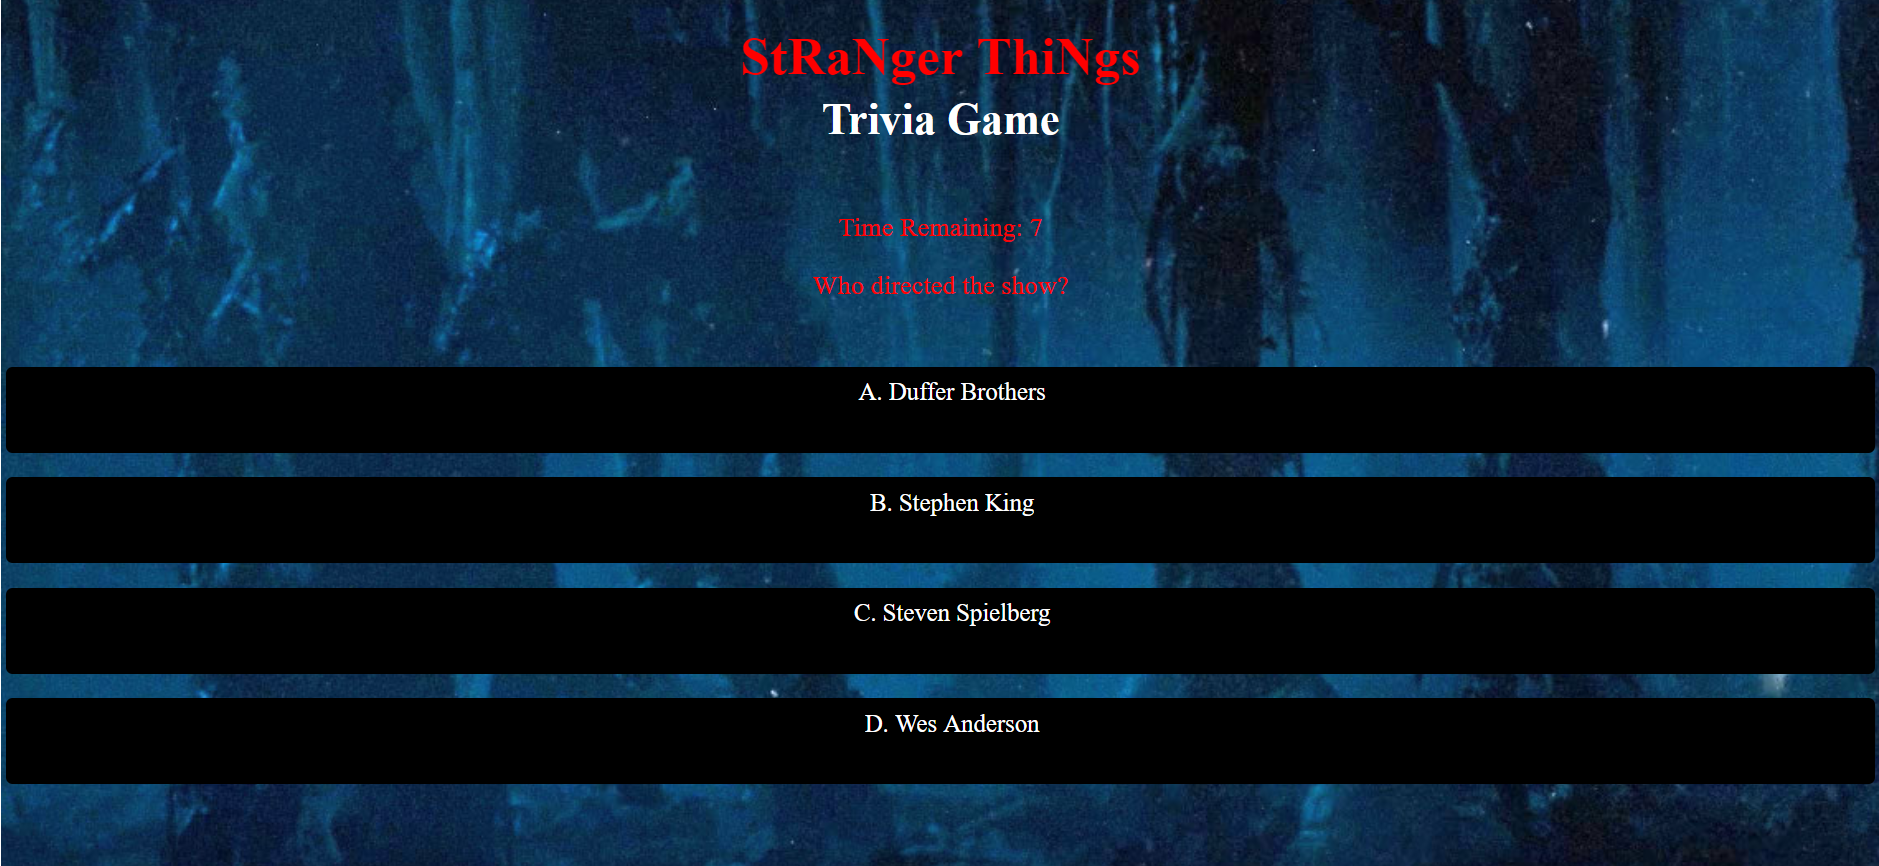 StRaNger ThiNgs
Trivia Game
Time Remaining: 7
Who directed the show?
A. Duffer Brothers
B. Stephen King
C. Steven Spielberg
D. Wes Anderson